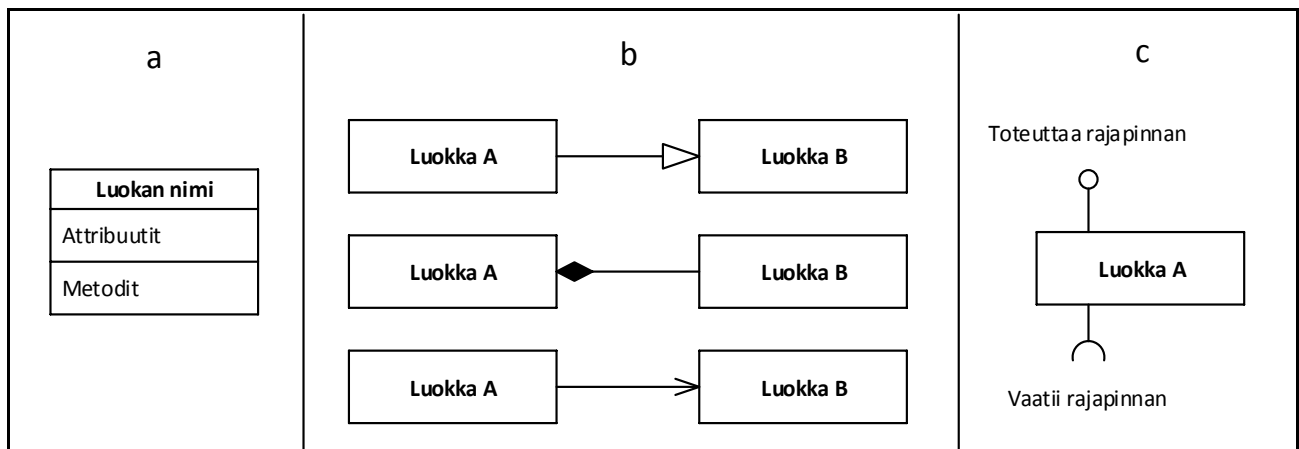 a
Luokan nimi
Attribuutit
Metodit
b
Luokka A
Luokka B
Luokka A
Luokka B
Luokka A
Luokka B
c
Toteuttaa rajapinnan
Luokka A
Vaatii rajapinnan